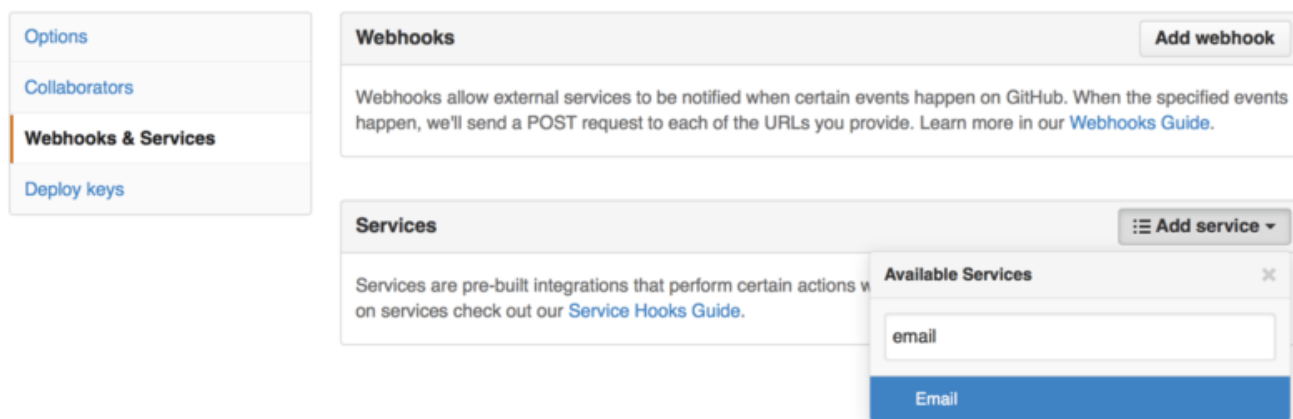 Options
Collaborators
Webhooks & Services
Deploy keys
Webhooks
Add webhook
Webhooks allow external services to be notified when certain events happen on GitHub. When the specified events
happen, we'll send a POST request to each of the URLs you provide. Learn more in our Webhooks Guide.
Services
Add service
Services are pre-built integrations that perform certain actions
on services check out our Service Hooks Guide.
Available Services
email
Email